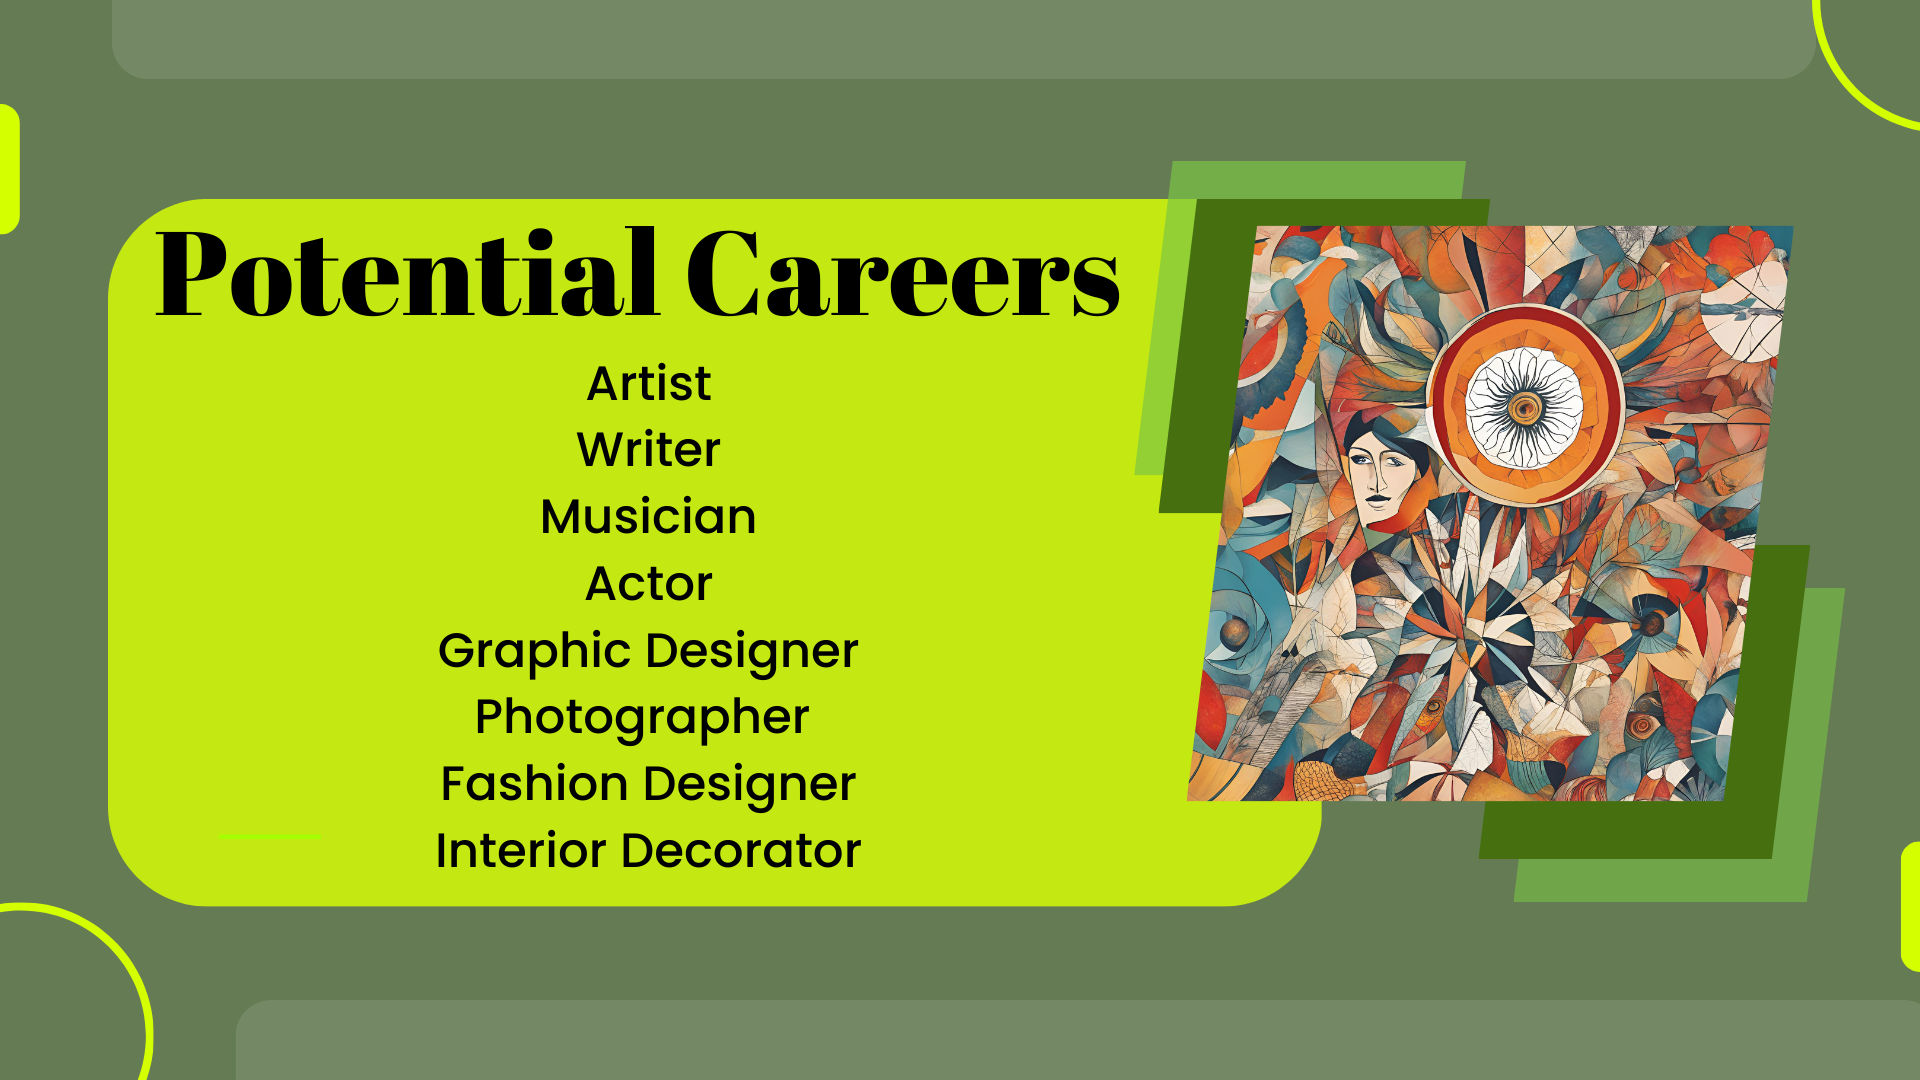 Potential Careers
Artist
Writer
Musician
Actor
Graphic Designer
Photographer
Fashion Designer
Interior Decorator